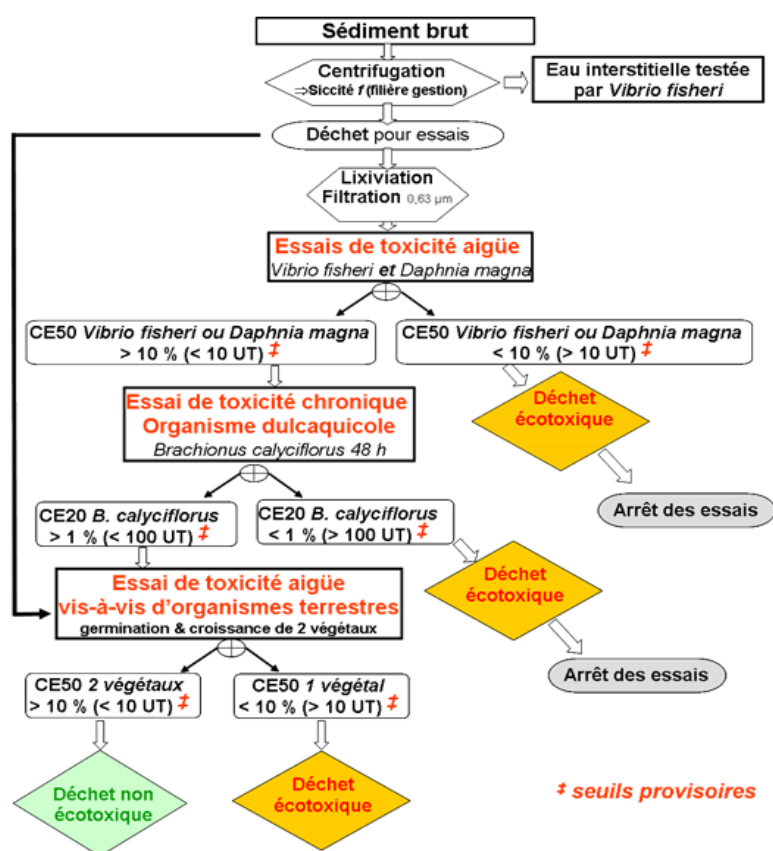 Sédiment brut
Centrifugation
⇒Siccité f (filière gestion)
Eau interstitielle testée
par Vibrio fisheri
Déchet pour essais
Lixiviation
Filtration 0,63 µm
Essais de toxicité aigüe
Vibrio fisheri et Daphnia magna
CE50 Vibrio fisheri ou Daphnia magna
> 10 % (< 10 UT) ‡
CE50 Vibrio fisheri ou Daphnia magna
< 10 % (> 10 UT) ‡
Déchet
écotoxique
Arrêt des essais
Essai de toxicité chronique
Organisme dulcaquicole
Brachionus calyciflorus 48 h
CE20 B. calyciflorus
> 1 % (< 100 UT) ‡
CE20 B. calyciflorus
< 1 % (> 100 UT) ‡
Déchet
écotoxique
Arrêt des essais
Essai de toxicité aigüe
vis-à-vis d'organismes terrestres
germination & croissance de 2 végétaux
CE50 2 végétaux
> 10 % (< 10 UT) ‡
CE50 1 végétal
< 10 % (> 10 UT) ‡
Déchet non
écotoxique
Déchet
écotoxique
‡ seuils provisoires